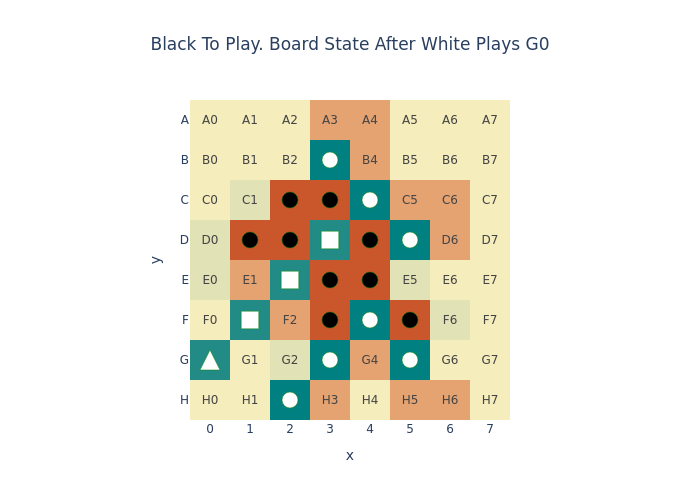 Black To Play. Board State After White Plays G0
A A0 A1 A2 A3 A4 A5 A6 A7
B B0 B1 B2 B4 B5 B6 B7
C C0 C1 C5 C6 C7
D D0 D6 D7
E E0 E1 E5 E6 E7
F F0 F2 F6 F7
G G1 G2 G4 G6 G7
H H0 H1 H3 H4 H5 H6 H7
0 1 2 3 4 5 6 7
x
y